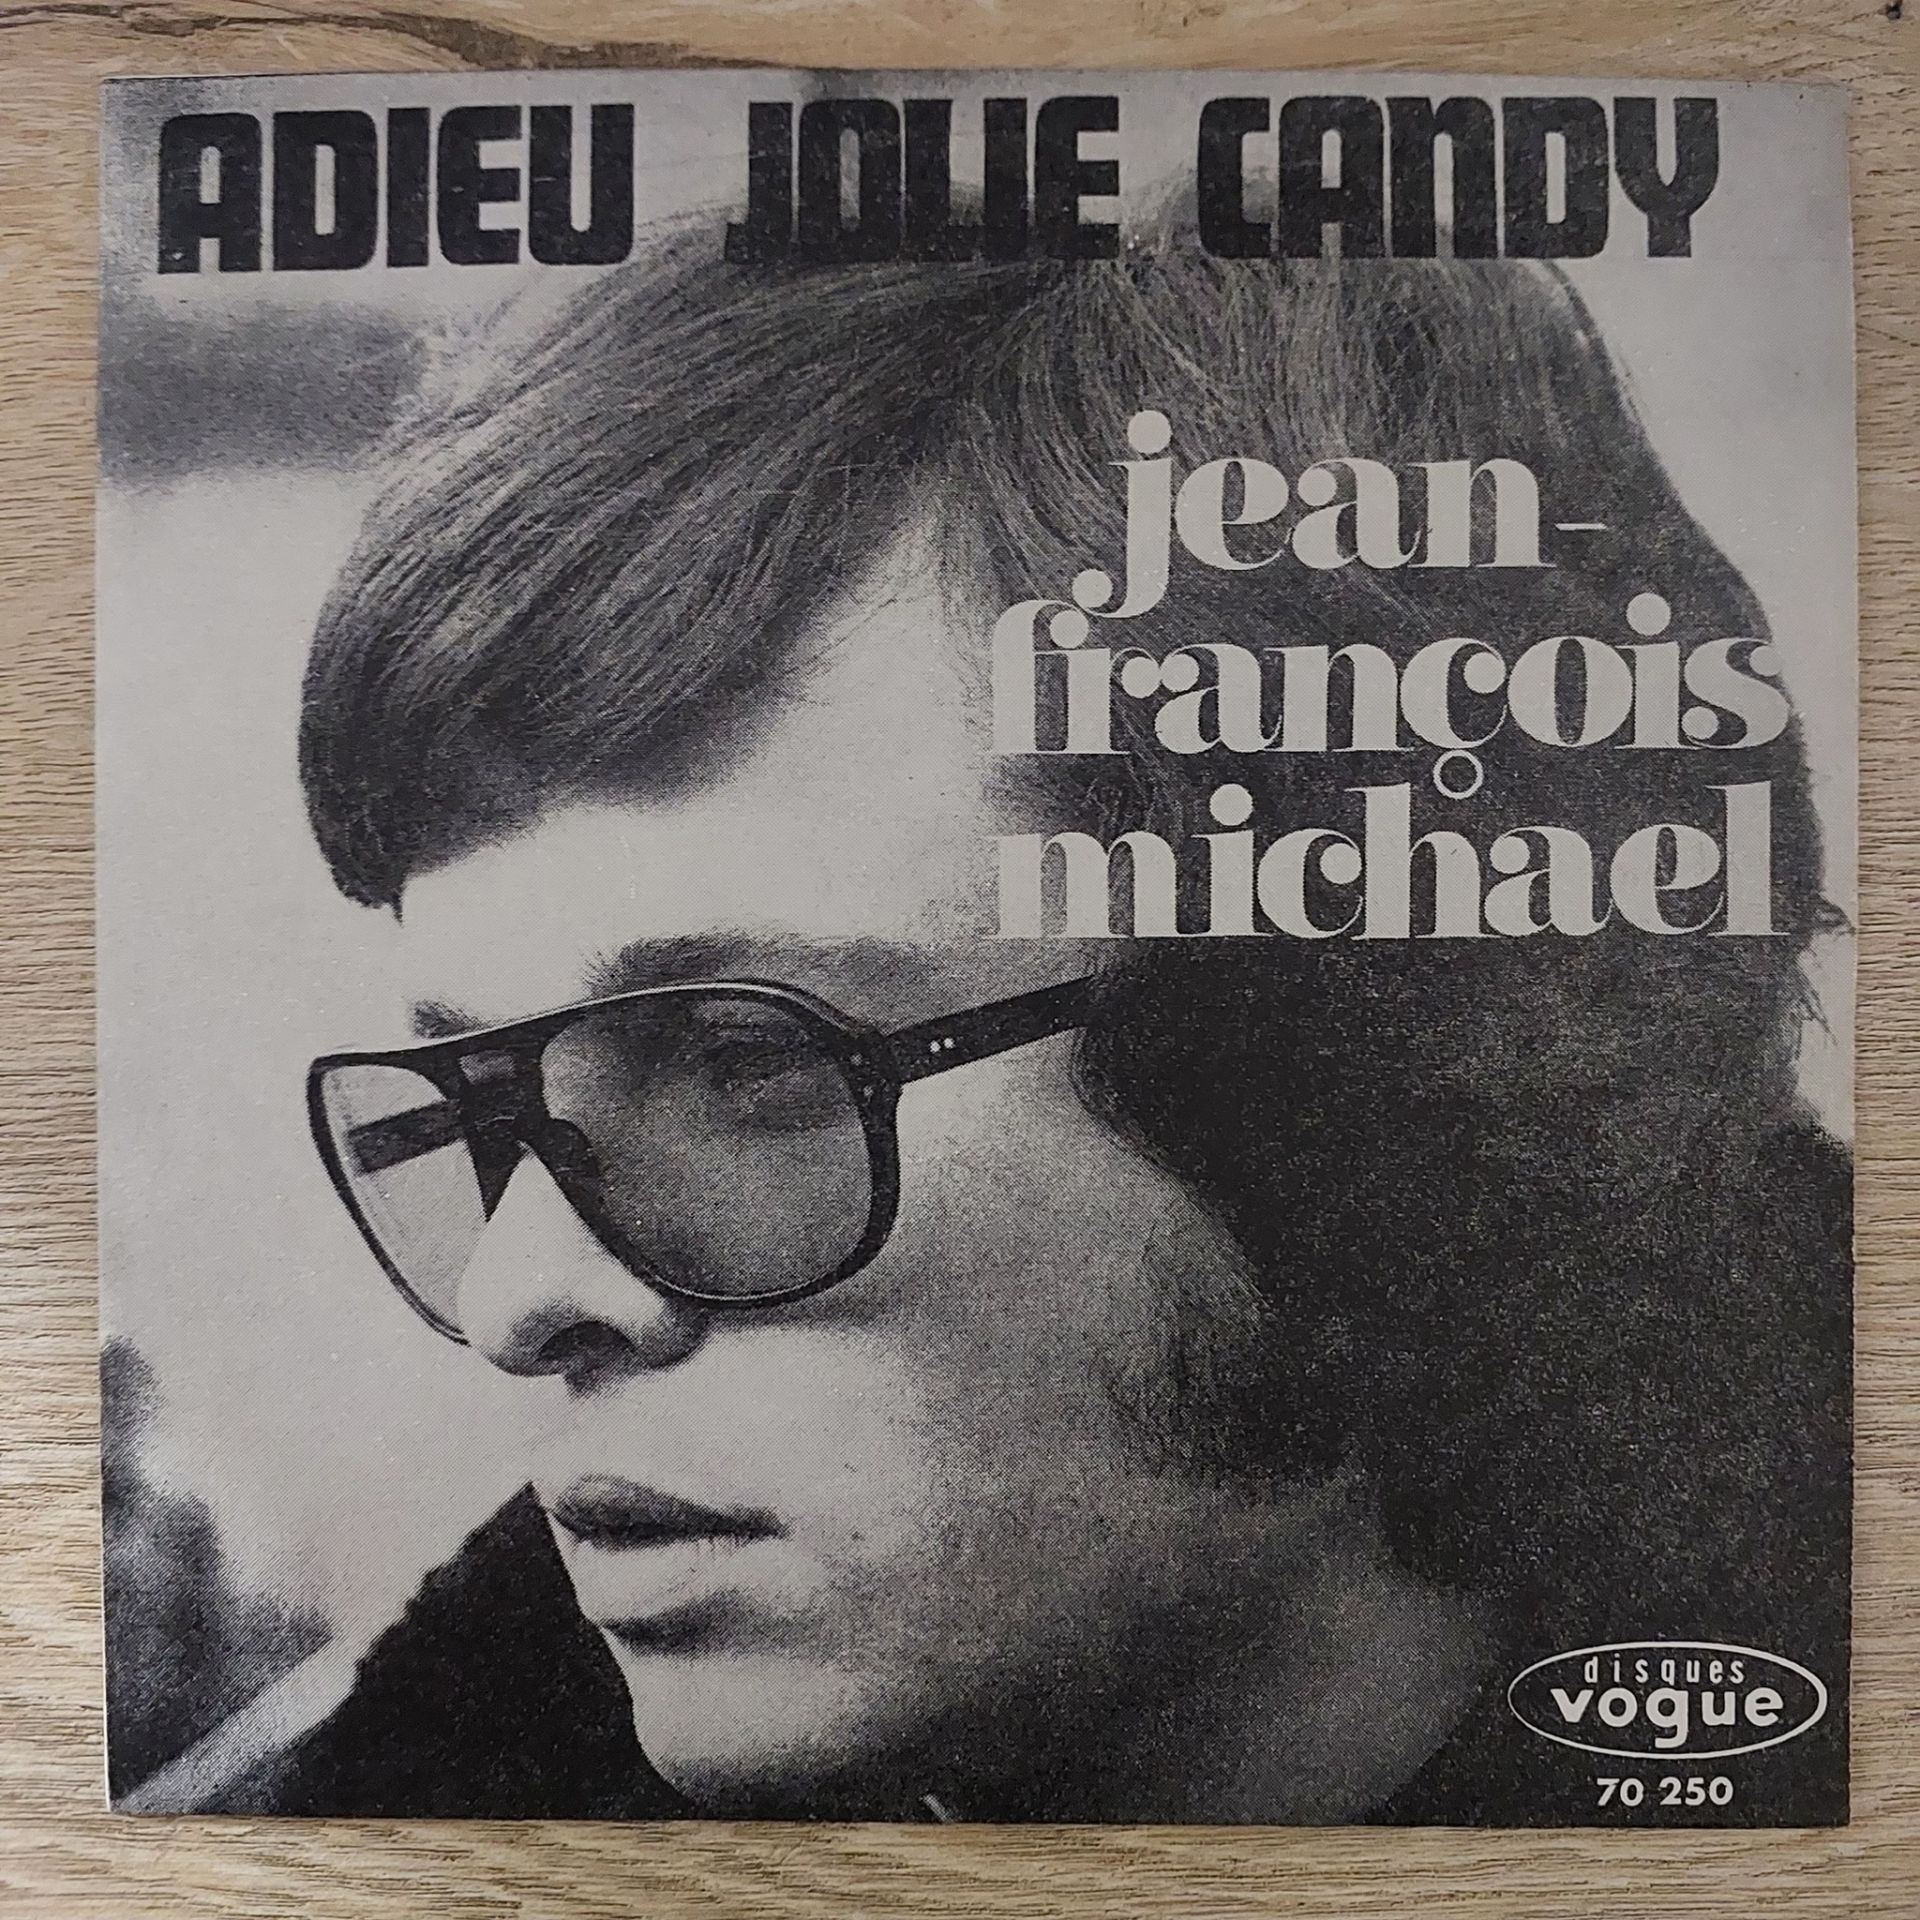 ADIEU JOLIE CANDY
jean-
françois
michael
disques
vogue
70 250